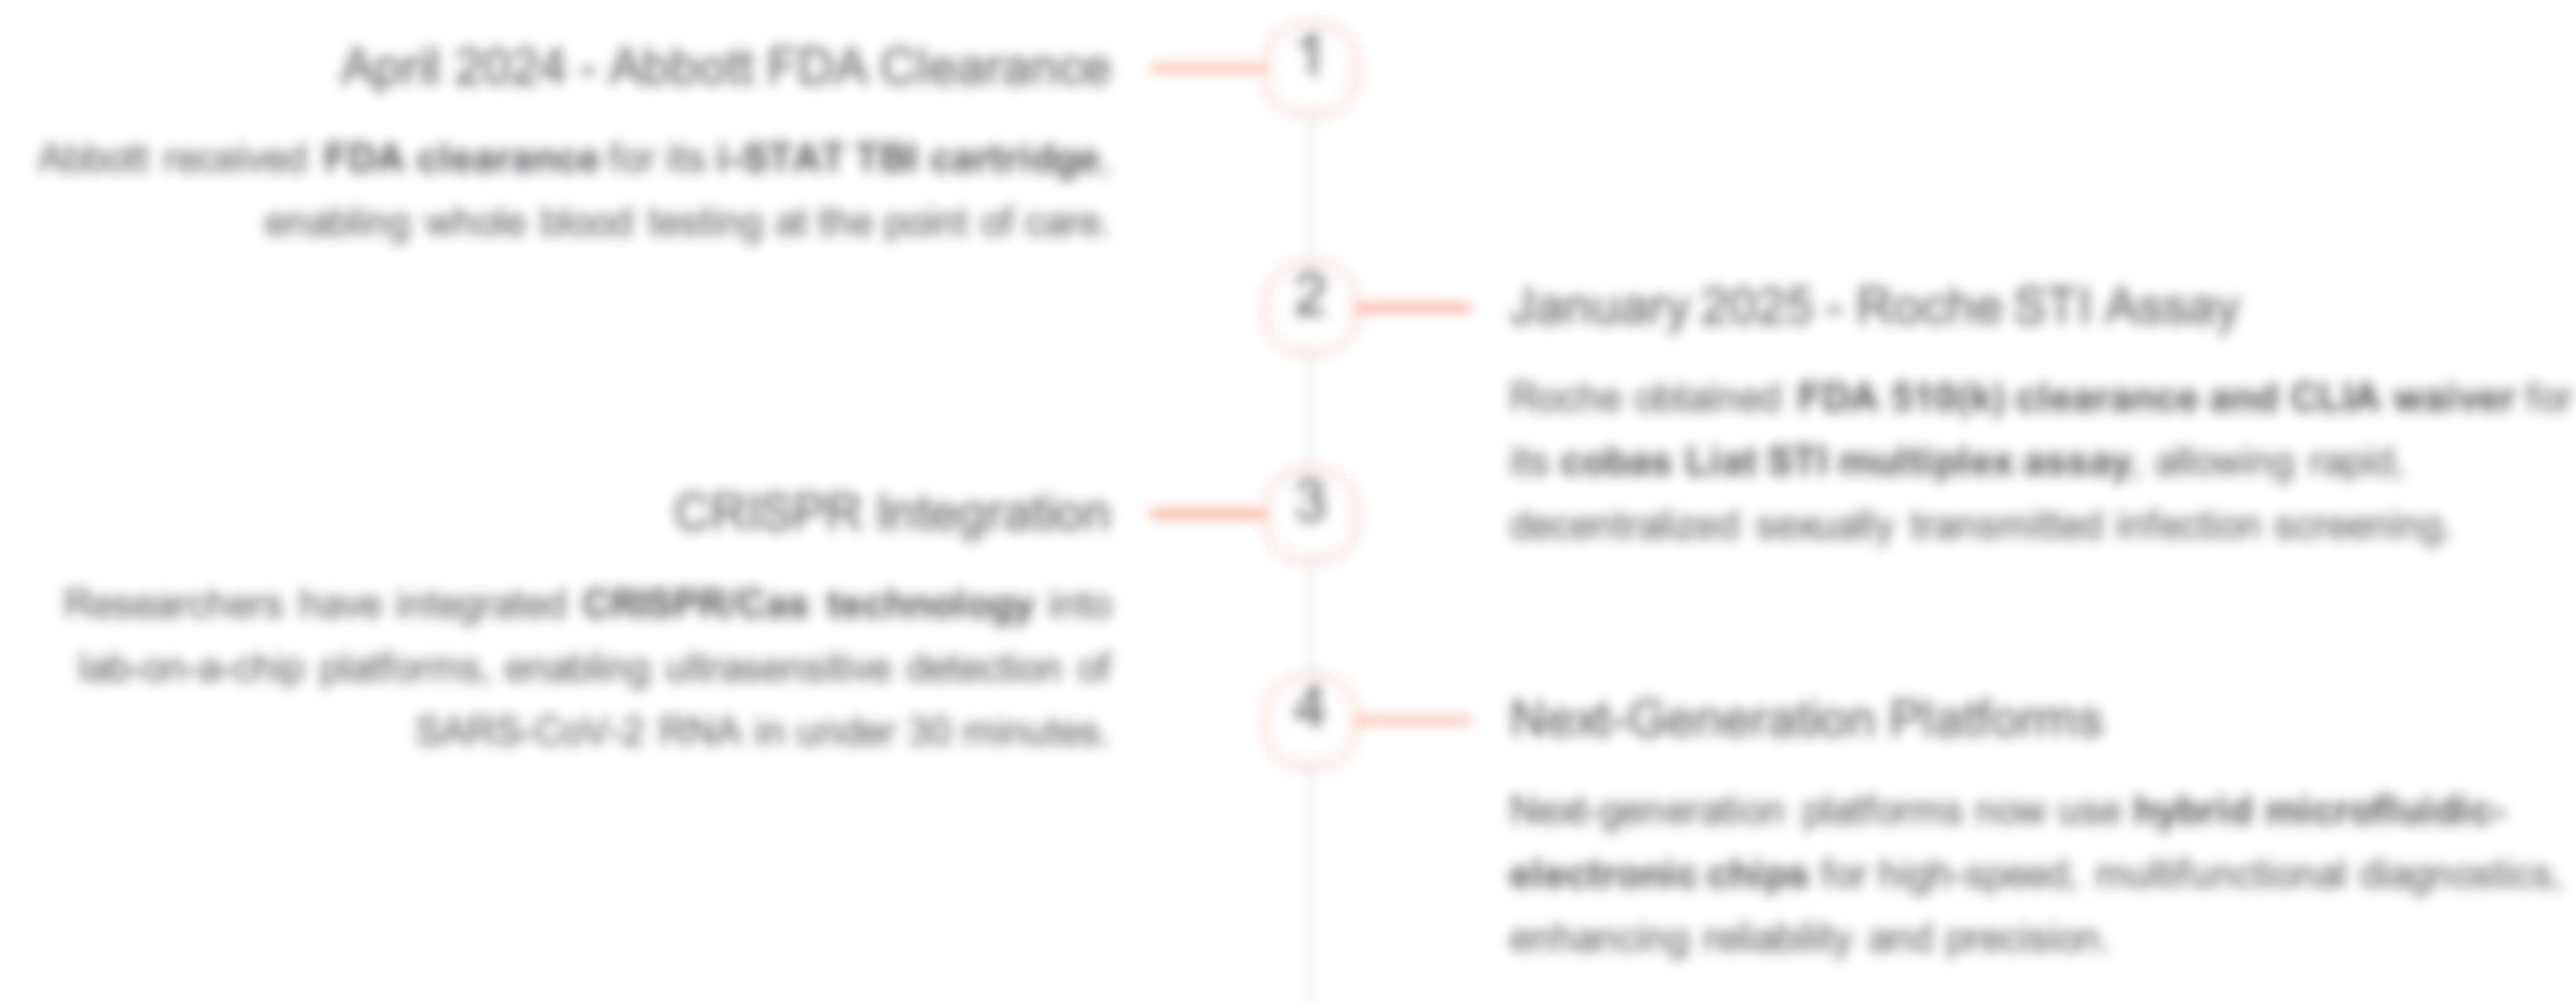 1
April 2024 - Abbott FDA Clearance
Abbott received FDA clearance for its i-STAT TBI cartridge,
enabling whole blood testing at the point of care.
2
January 2025 - Roche STI Assay
Roche obtained FDA 510(k) clearance and CLIA waiver for
its cobas Liat STI multiplex assay, allowing rapid,
decentralized sexually transmitted infection screening.
3
CRISPR Integration
Researchers have integrated CRISPR/Cas technology into
lab-on-a-chip platforms, enabling ultrasensitive detection of
SARS-CoV-2 RNA in under 30 minutes.
4
Next-Generation Platforms
Next-generation platforms now use hybrid microfluidic-
electronic chips for high-speed, multifunctional diagnostics,
enhancing reliability and precision.